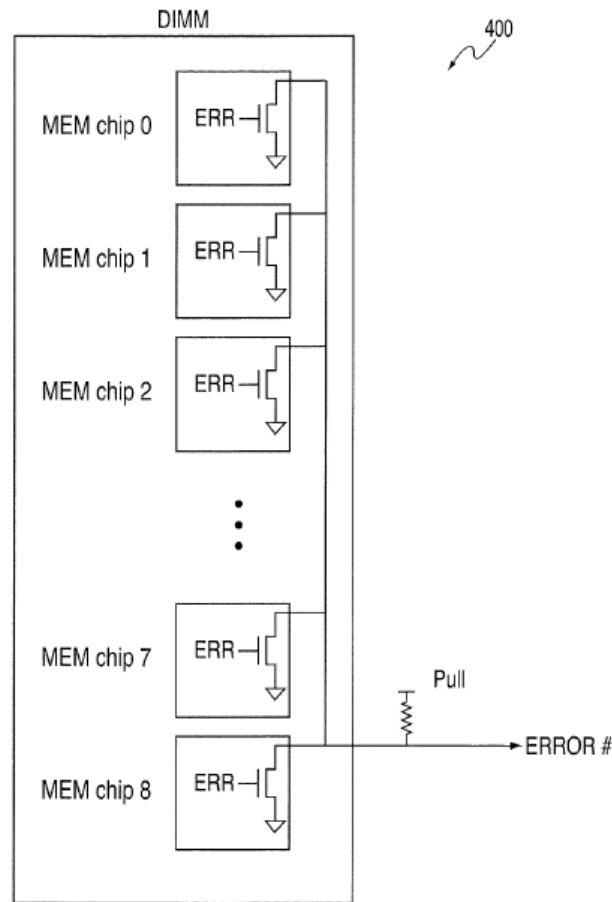 DIMM
400
MEM chip 0
ERR
MEM chip 1
ERR
MEM chip 2
ERR
MEM chip 7
ERR
Pull
ERROR #
MEM chip 8
ERR